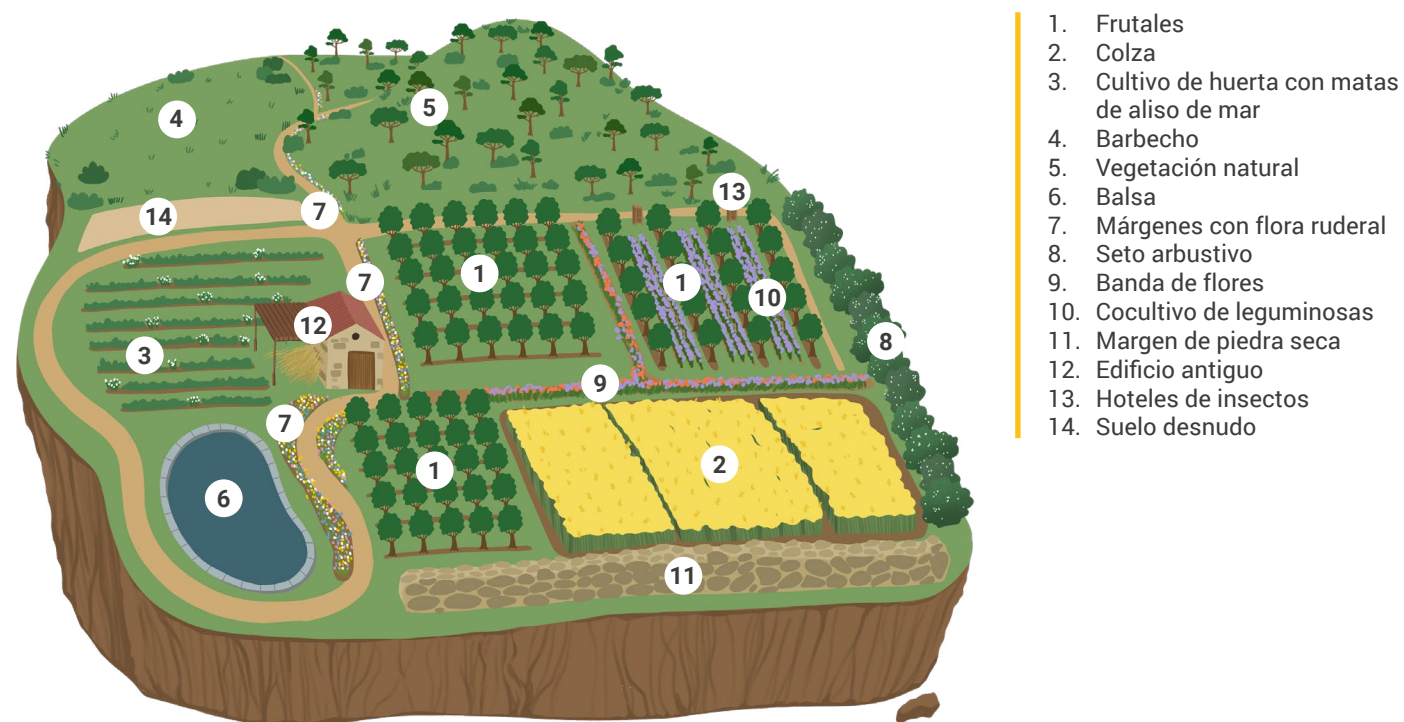 4
5
13
14
7
1
7
1
10
12
3
8
9
7
1
2
6
11
1. Frutales
2. Colza
3. Cultivo de huerta con matas
de aliso de mar
4. Barbecho
5. Vegetación natural
6. Balsa
7. Márgenes con flora ruderal
8. Seto arbustivo
9. Banda de flores
10. Cocultivo de leguminosas
11. Margen de piedra seca
12. Edificio antiguo
13. Hoteles de insectos
14. Suelo desnudo